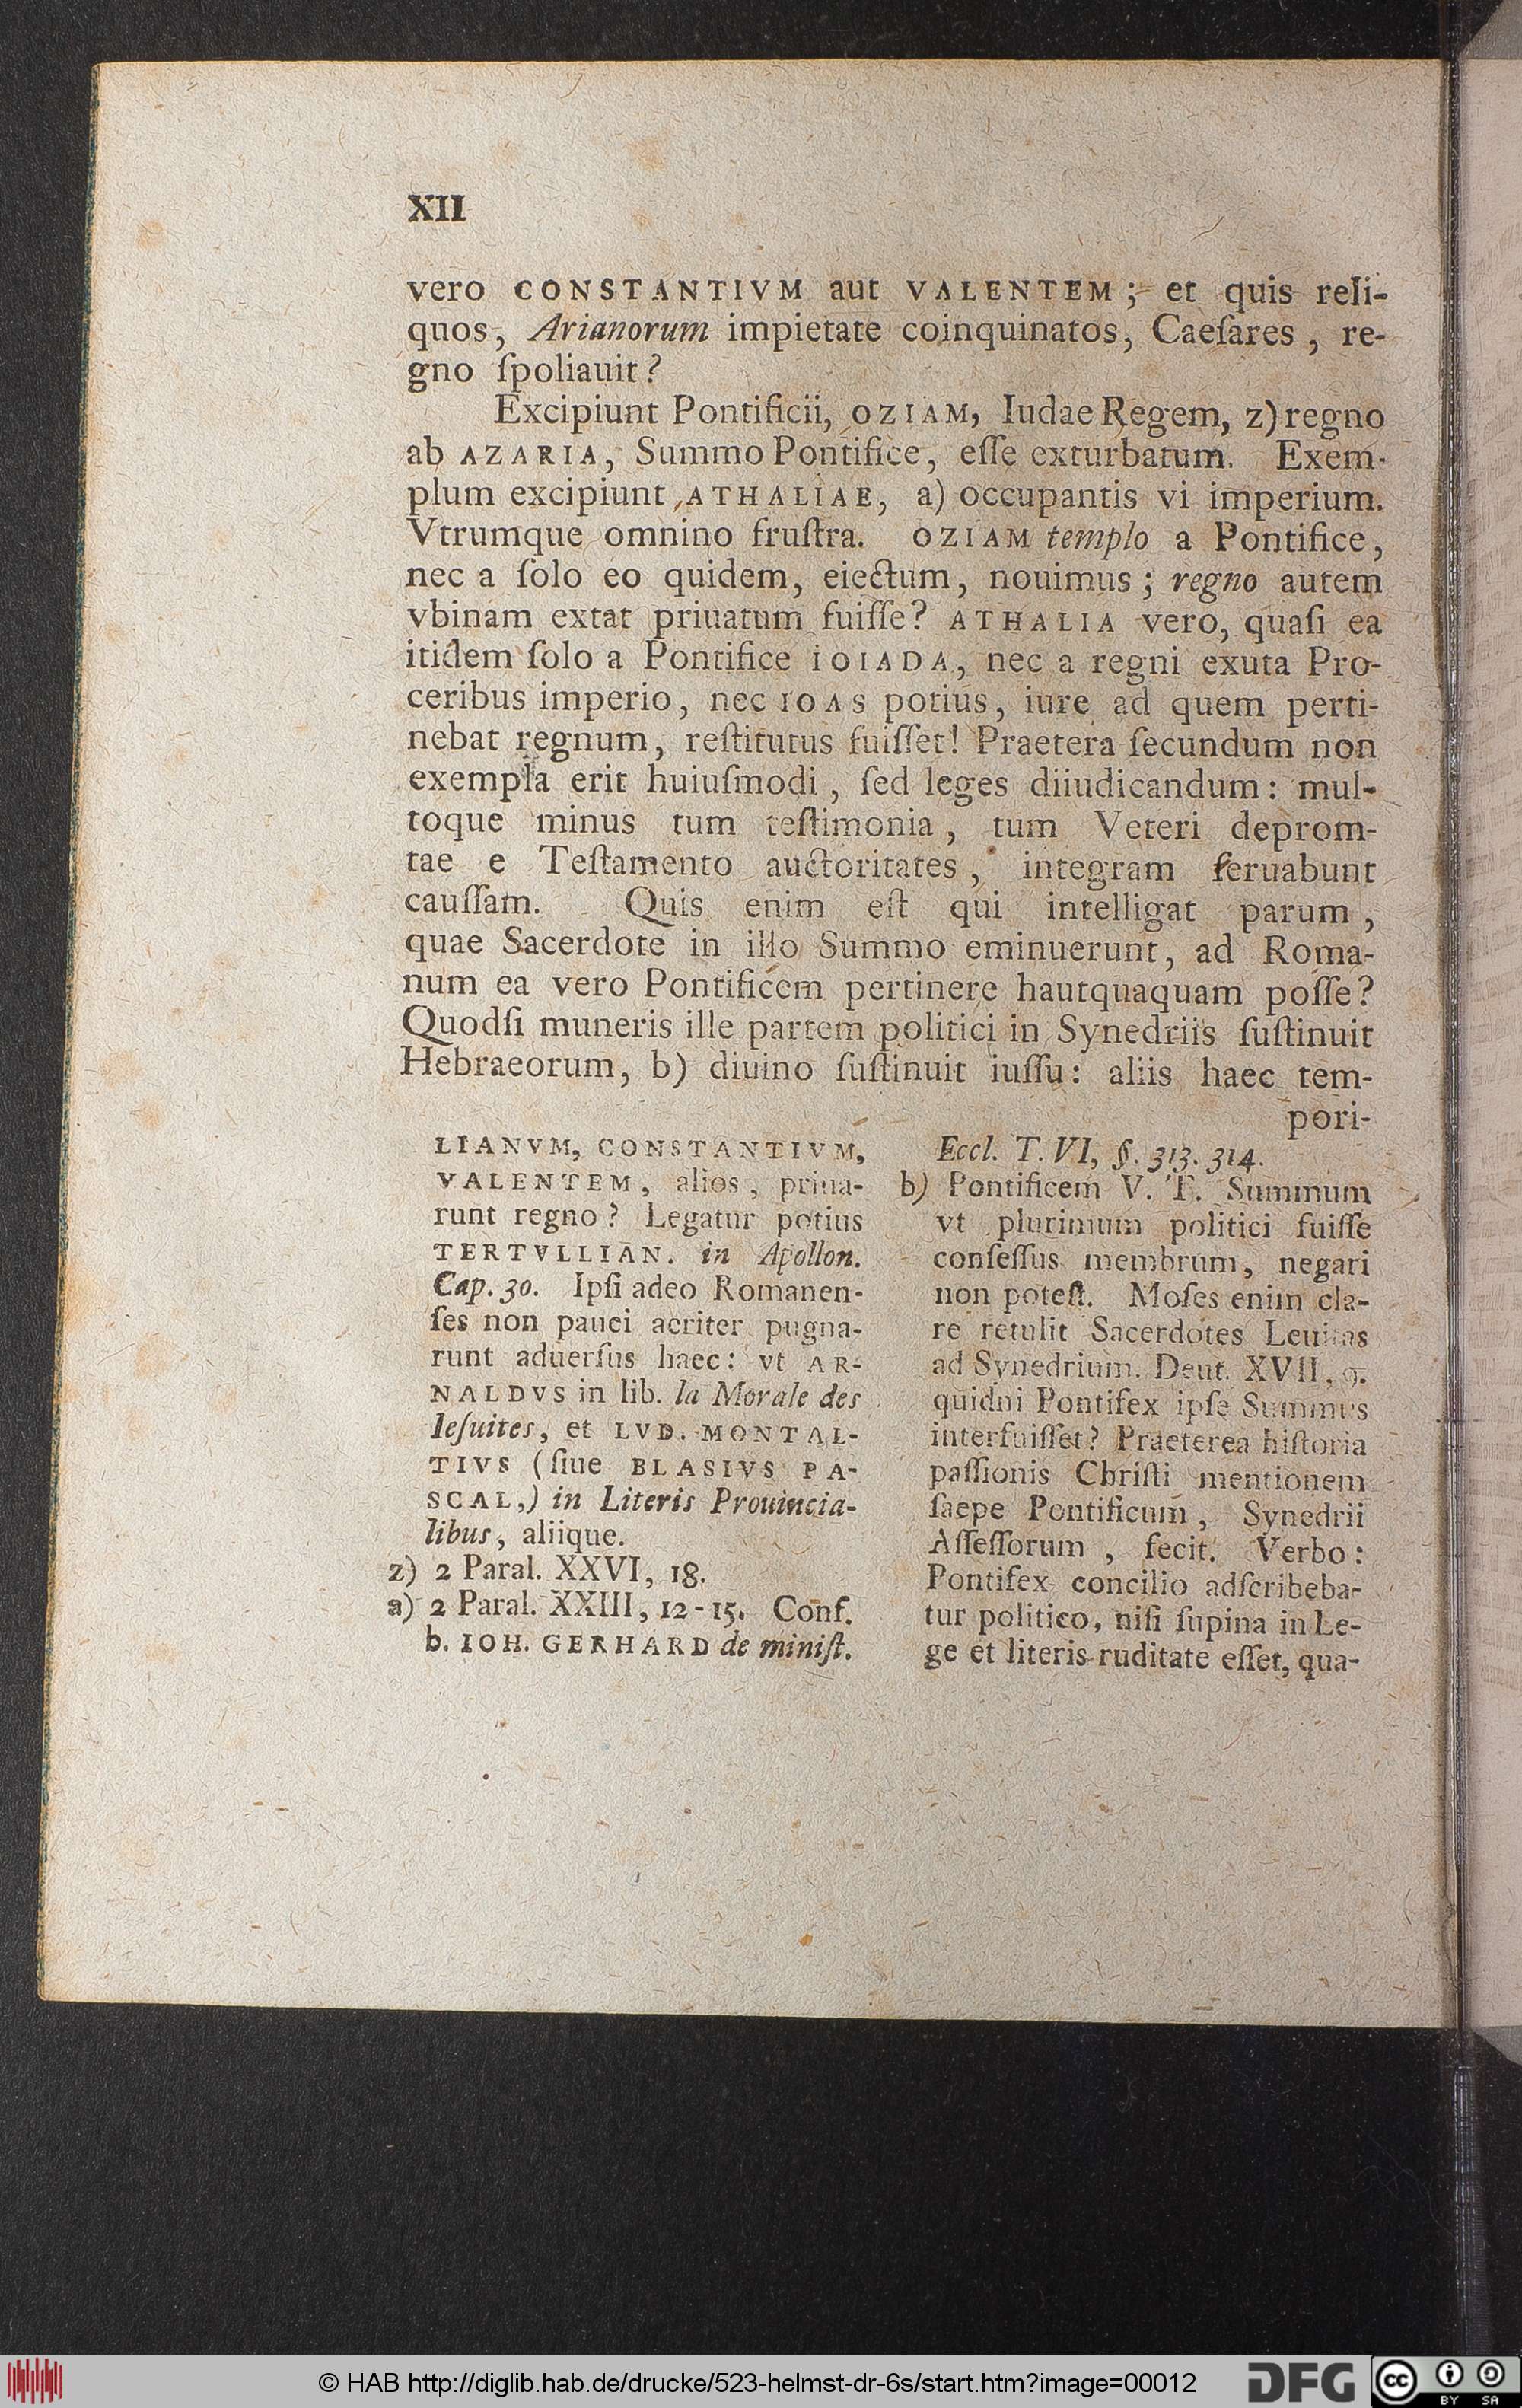 XII
vero CONSTANTIVM aut VALENTEM; et quis reli-
quos, Arianorum impietate coinquinatos, Caeſares, re-
gno ſpoliauit?
Excipiunt Pontificii, OZIAM, Iudae Regem, z) regno
ab AZARIA, Summo Pontifice, eſſe exturbatum. Exem-
plum excipiunt ATHALIAE, a) occupantis vi imperium.
Vtrumque omnino fruſtra. OZIAM templo a Pontifice,
nec a ſolo eo quidem, eiectum, nouimus; regno autem
vbinam extat priuatum fuiſſe? ATHALIA vero, quaſi ea
itidem ſolo a Pontifice IOIADA, nec a regni exuta Pro-
ceribus imperio, nec IOAS potius, iure ad quem perti-
nebat regnum, reſtitutus fuiſſet! Praetera ſecundum non
exempla erit huiuſmodi, ſed leges diiudicandum: mul-
toque minus tum teſtimonia, tum Veteri deprom-
tae e Teſtamento auctoritates, integram ſeruabunt
cauſſam. Quis enim eſt qui intelligat parum,
quae Sacerdote in illo Summo eminuerunt, ad Roma-
num ea vero Pontificem pertinere hautquaquam poſſe?
Quodſi muneris ille partem politici in Synedriis ſuſtinuit
Hebraeorum, b) diuino ſuſtinuit iuſſu: aliis haec tem-
pori-
LIANVM, CONSTANTIVM,
VALENTEM, alios, priua-
runt regno? Legatur potius
TERTVLLIAN. in Apollon.
Cap. 30. Ipſi adeo Romanen-
ſes non pauci acriter pugna-
runt aduerſus haec: vt AR-
NALDVS in lib. la Morale des
Ieſuites, et LVD. MONTAL-
TIVS (ſiue BLASIVS PA-
SCAL,) in Literis Prouincia-
libus, aliique.
z) 2 Paral. XXVI, 18.
a) 2 Paral. XXIII, 12-15. Conf.
b. IOH. GERHARD de miniſt.
Eccl. T. VI, §. 313. 314.
b) Pontificem V. T. Summum
vt plurimum politici fuiſſe
conſeſſus membrum, negari
non poteſt. Moſes enim cla-
re retulit Sacerdotes Leuitas
ad Synedrium. Deut. XVII, 9.
quidni Pontifex ipſe Summus
interfuiſſet? Praeterea hiſtoria
paſſionis Chriſti mentionem
ſaepe Pontificum, Synedrii
Aſſeſſorum, fecit. Verbo:
Pontifex concilio adſcribeba-
tur politico, niſi ſupina in Le-
ge et literis ruditate eſſet, qua-
© HAB http://diglib.hab.de/drucke/523-helmst-dr-6s/start.htm?image=00012
DFG
cc
BY SA